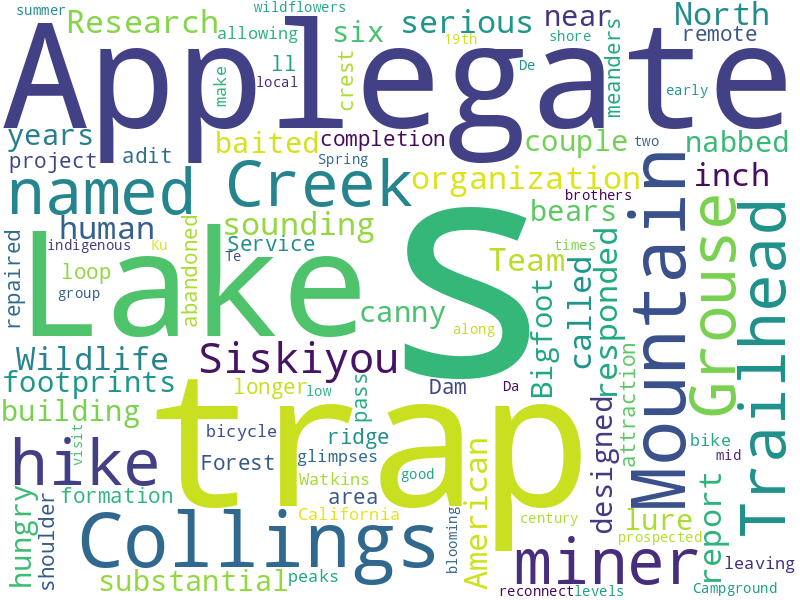 summer
wildflowers
Research
allowing
six
serious
near
North
19th
shore
remote
Applegate
ll
crest
De
meanders
make
local
early
years
baited
completion
couple
two
nabbed
project
adit
Spring
named
Creek
organization
brothers
inch
human
sounding
bears
indigenous
Service
Ku
Team
times
Mountain
Grouse
Trailhead
repaired
loop
Te
abandoned
group
Lake
S
canny
along
Bigfoot
called
responded
Wildlife
Siskiyou
footprints
longer
low
pass
Dam
Da
attraction
building
trap
visit
bicycle
ridge
designed
bike
hike
Forest
glimpses
good
mid
Watkins
hungry
shoulder
formation
area
American
California
Collings
century
lure
report
prospected
blooming
miner
leaving
substantial
peaks
reconnect
levels
Campground